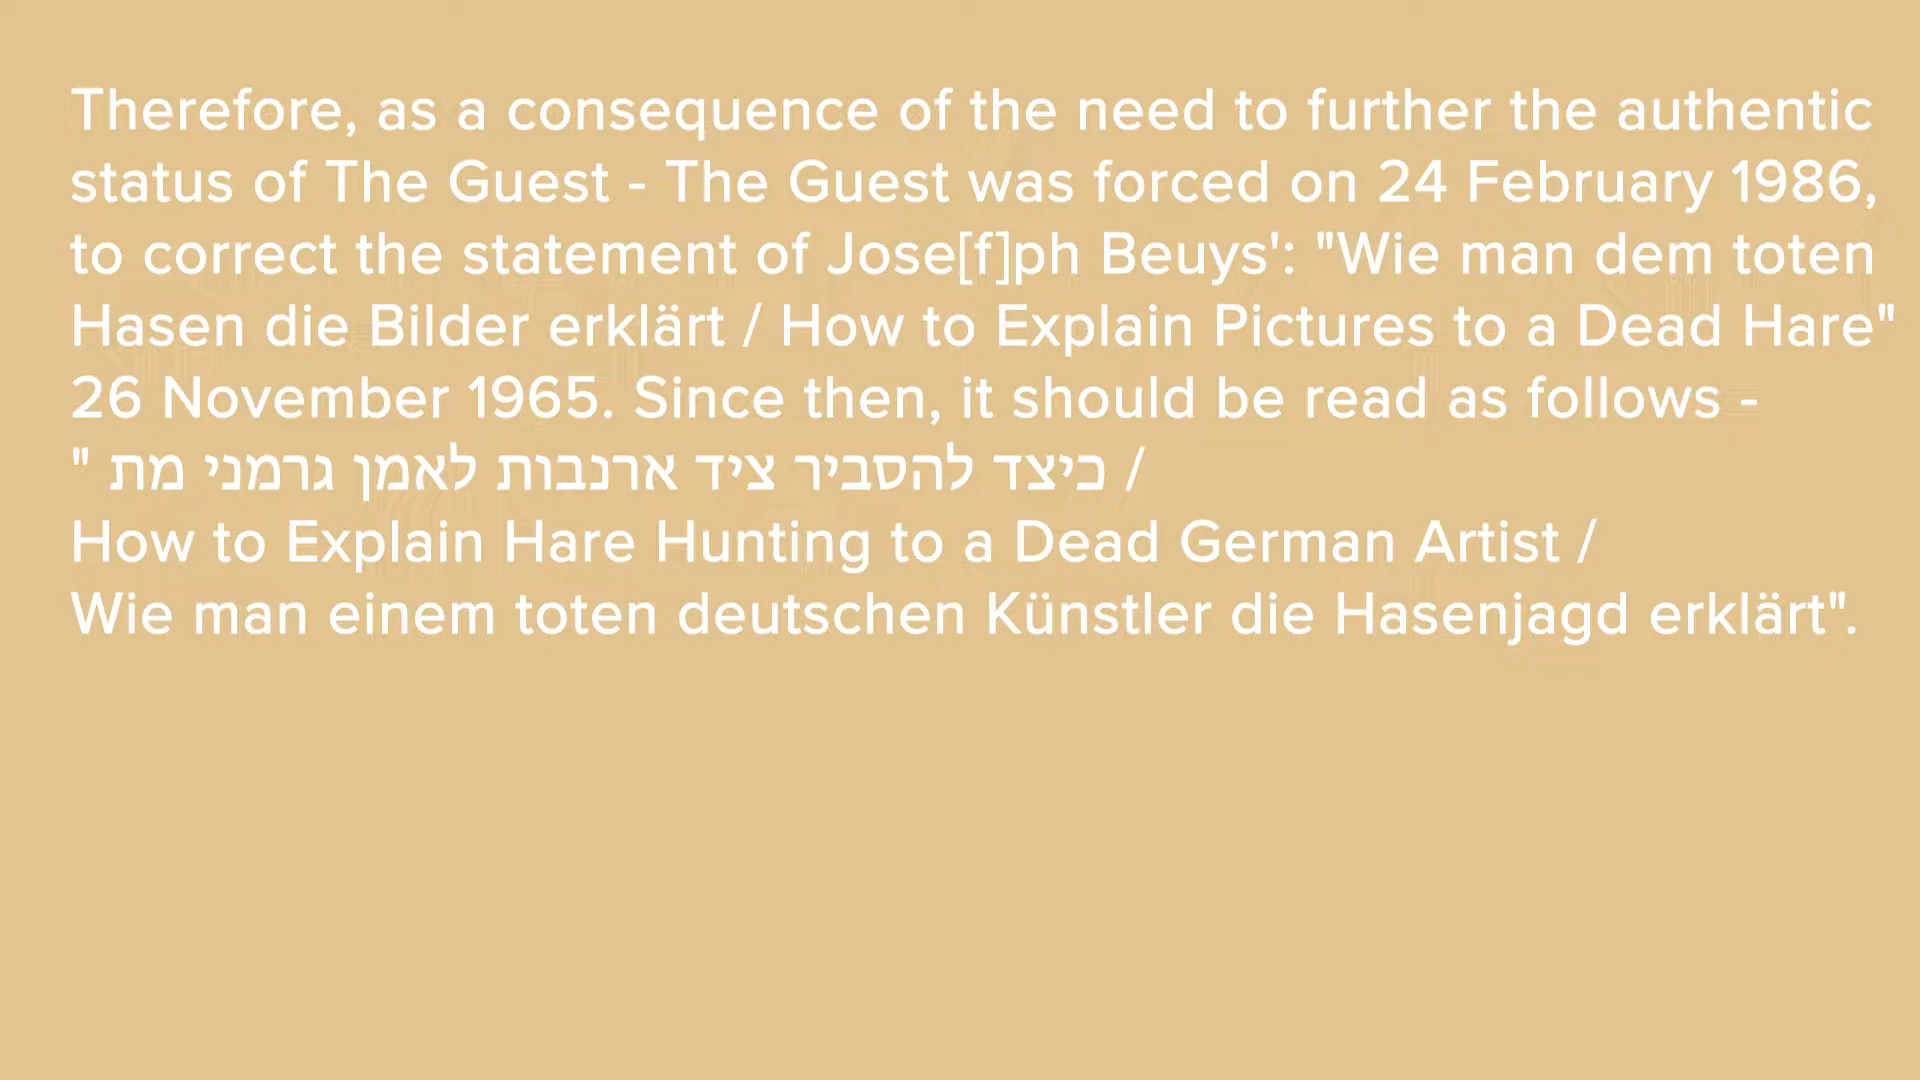 Therefore, as a consequence of the need to further the authentic
status of The Guest - The Guest was forced on 24 February 1986,
to correct the statement of Jose[f]ph Beuys': "Wie man dem toten
Hasen die Bilder erklärt / How to Explain Pictures to a Dead Hare"
26 November 1965. Since then, it should be read as follows -
" כיצד להסביר ציד ארנבות לאמן גרמני מת /
How to Explain Hare Hunting to a Dead German Artist /
Wie man einem toten deutschen Künstler die Hasenjagd erklärt".